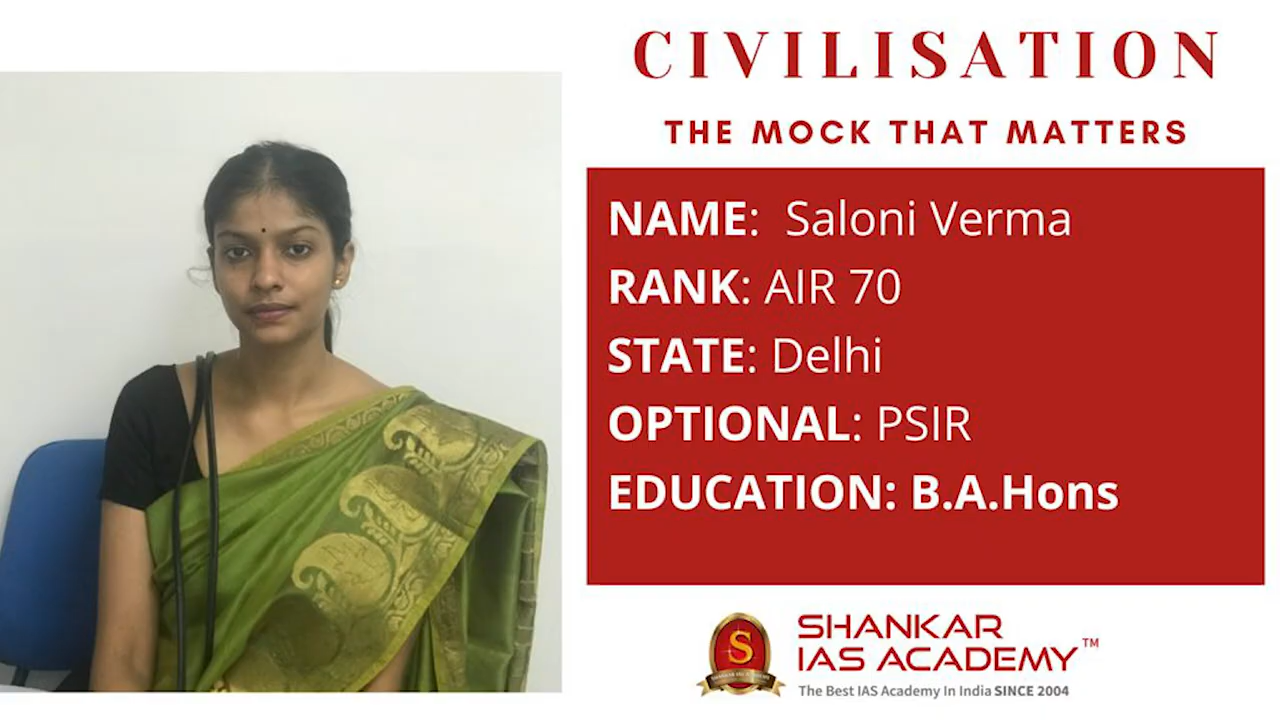 CIVILISATION
THE MOCK THAT MATTERS
NAME: Saloni Verma
RANK: AIR 70
STATE: Delhi
OPTIONAL: PSIR
EDUCATION: B.A.Hons
S
SHANKAR
IAS ACADEMY™
The Best IAS Academy In India SINCE 2004